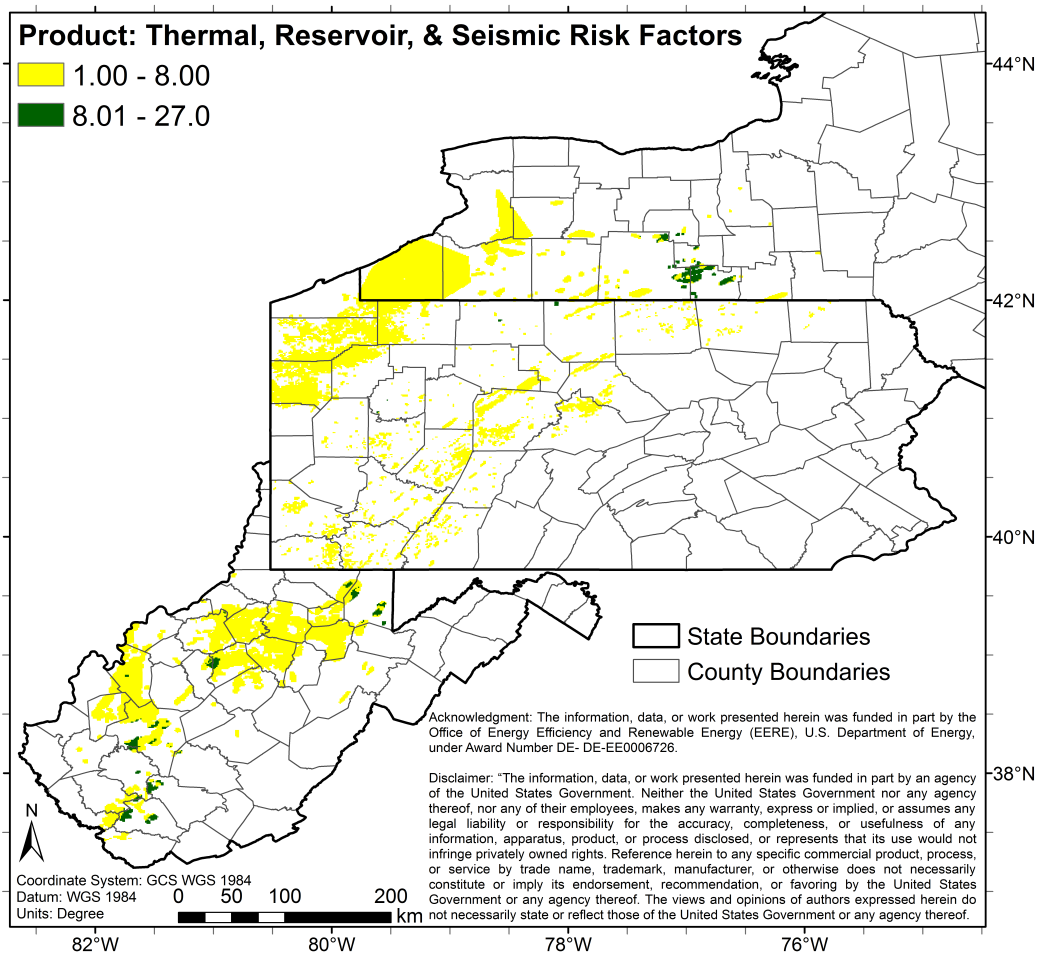 Product: Thermal, Reservoir, & Seismic Risk Factors
1.00 - 8.00
8.01 - 27.0
44°N
42°N
40°N
38°N
State Boundaries
County Boundaries
Acknowledgment: The information, data, or work presented herein was funded in part by the
Office of Energy Efficiency and Renewable Energy (EERE), U.S. Department of Energy,
under Award Number DE- DE-EE0006726.
Disclaimer: “The information, data, or work presented herein was funded in part by an agency
of the United States Government. Neither the United States Government nor any agency
thereof, nor any of their employees, makes any warranty, express or implied, or assumes any
legal liability or responsibility for the accuracy, completeness, or usefulness of any
information, apparatus, product, or process disclosed, or represents that its use would not
infringe privately owned rights. Reference herein to any specific commercial product, process,
or service by trade name, trademark, manufacturer, or otherwise does not necessarily
constitute or imply its endorsement, recommendation, or favoring by the United States
Government or any agency thereof. The views and opinions of authors expressed herein do
not necessarily state or reflect those of the United States Government or any agency thereof.
N
Coordinate System: GCS WGS 1984
Datum: WGS 1984
Units: Degree
0 50 100 200
km
82°W 80°W 78°W 76°W